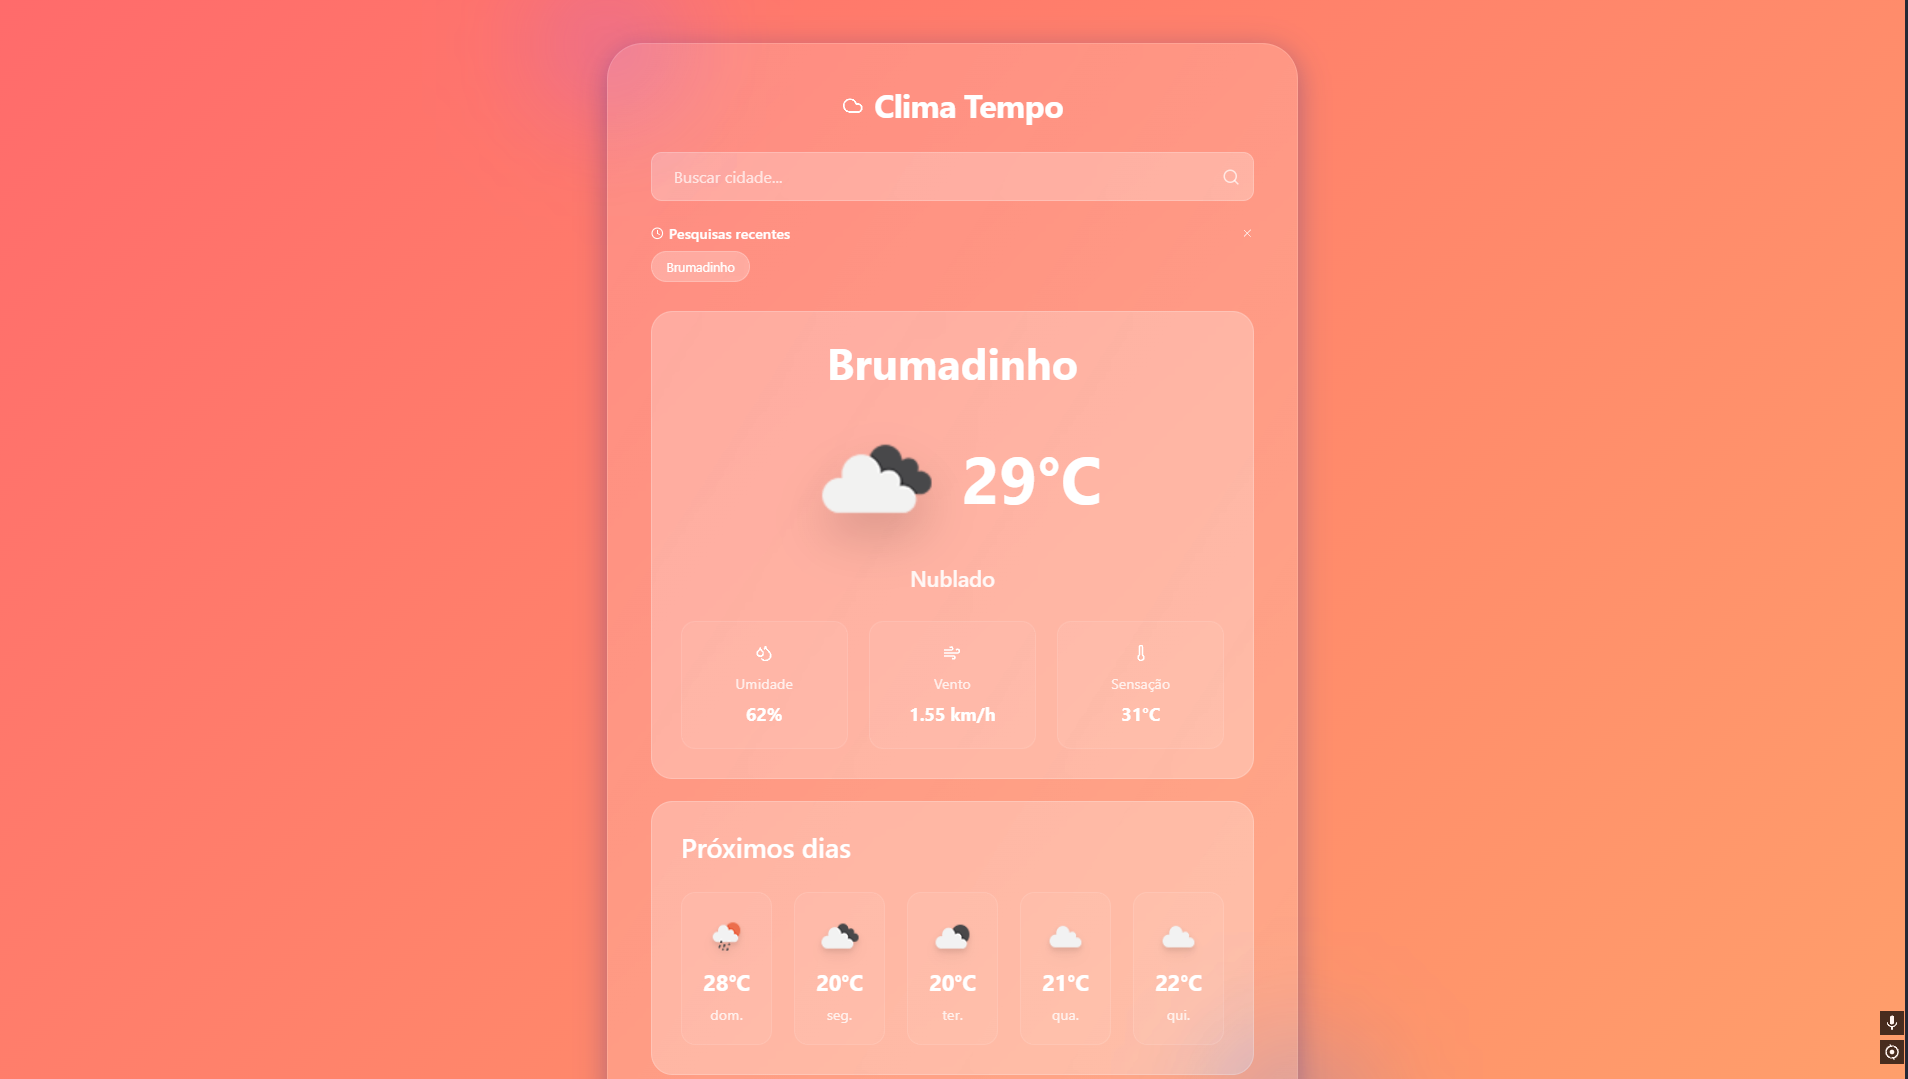 Clima Tempo
Buscar cidade...
Pesquisas recentes
Brumadinho
Brumadinho
29°C
Nublado
Umidade Vento Sensação
62% 1.55 km/h 31°C
Próximos dias
28°C 20°C 20°C 21°C 22°C
dom. seg. ter. qua. qui.